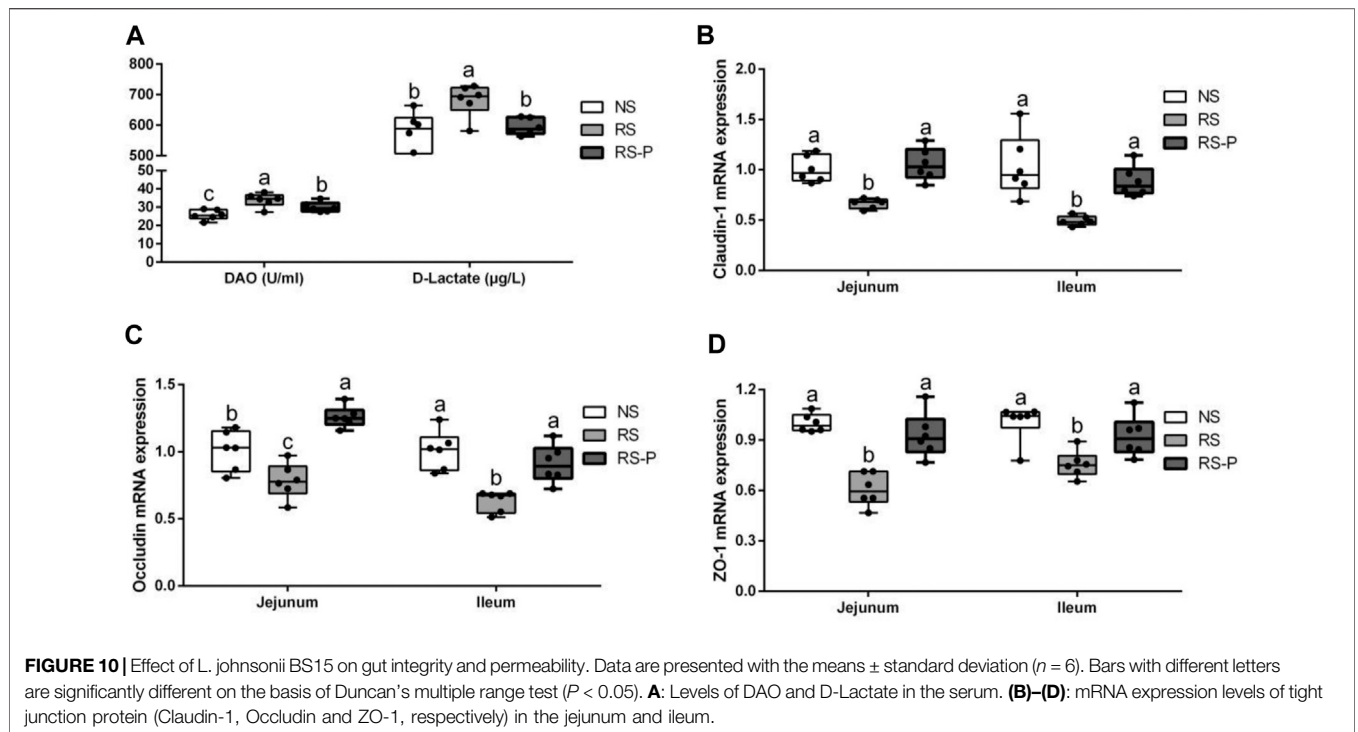 A
800
700
600
500
50
40
30
20
10
0
c a b
b a b
DAO (U/ml) D-Lactate (µg/L)
NS
RS
RS-P
B
Claudin-1 mRNA expression
2.0
1.5
1.0
0.5
0.0
a b a
a b a
Jejunum Ileum
NS
RS
RS-P
C
Occludin mRNA expression
1.5
1.0
0.5
0.0
b c a
a b a
Jejunum Ileum
NS
RS
RS-P
D
ZO-1 mRNA expression
1.2
0.9
0.6
0.3
0.0
a b a
a b a
Jejunum Ileum
NS
RS
RS-P
FIGURE 10 | Effect of L. johnsonii BS15 on gut integrity and permeability. Data are presented with the means ± standard deviation (n = 6). Bars with different letters
are significantly different on the basis of Duncan's multiple range test (P < 0.05). A: Levels of DAO and D-Lactate in the serum. (B)–(D): mRNA expression levels of tight
junction protein (Claudin-1, Occludin and ZO-1, respectively) in the jejunum and ileum.